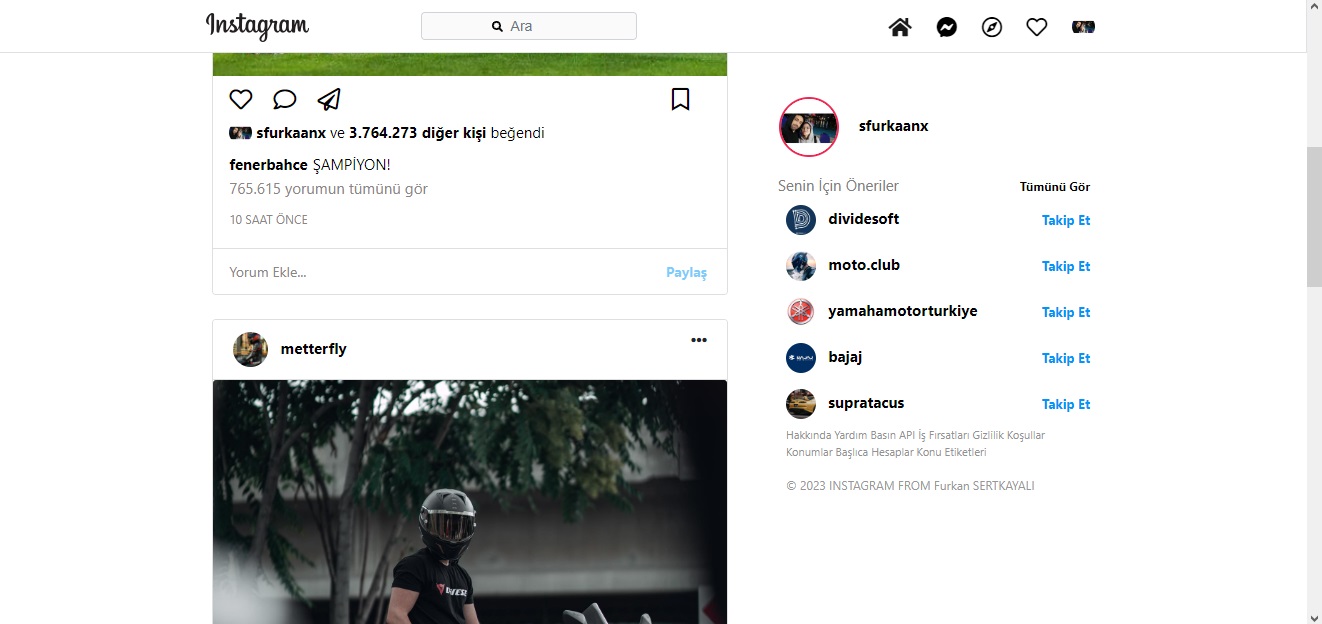 Instagram
Ara
sfurkaanx ve 3.764.273 diğer kişi beğendi
fenerbahce ŞAMPİYON!
765.615 yorumun tümünü gör
10 SAAT ÖNCE
Yorum Ekle... Paylaş
metterfly
sfurkaanx
Senin İçin Öneriler Tümünü Gör
dividesoft Takip Et
moto.club Takip Et
yamahamotorturkiye Takip Et
bajaj Takip Et
supratacus Takip Et
Hakkında Yardım Basın API İş Fırsatları Gizlilik Koşullar
Konumlar Başlıca Hesaplar Konu Etiketleri
© 2023 INSTAGRAM FROM Furkan SERTKAYALI